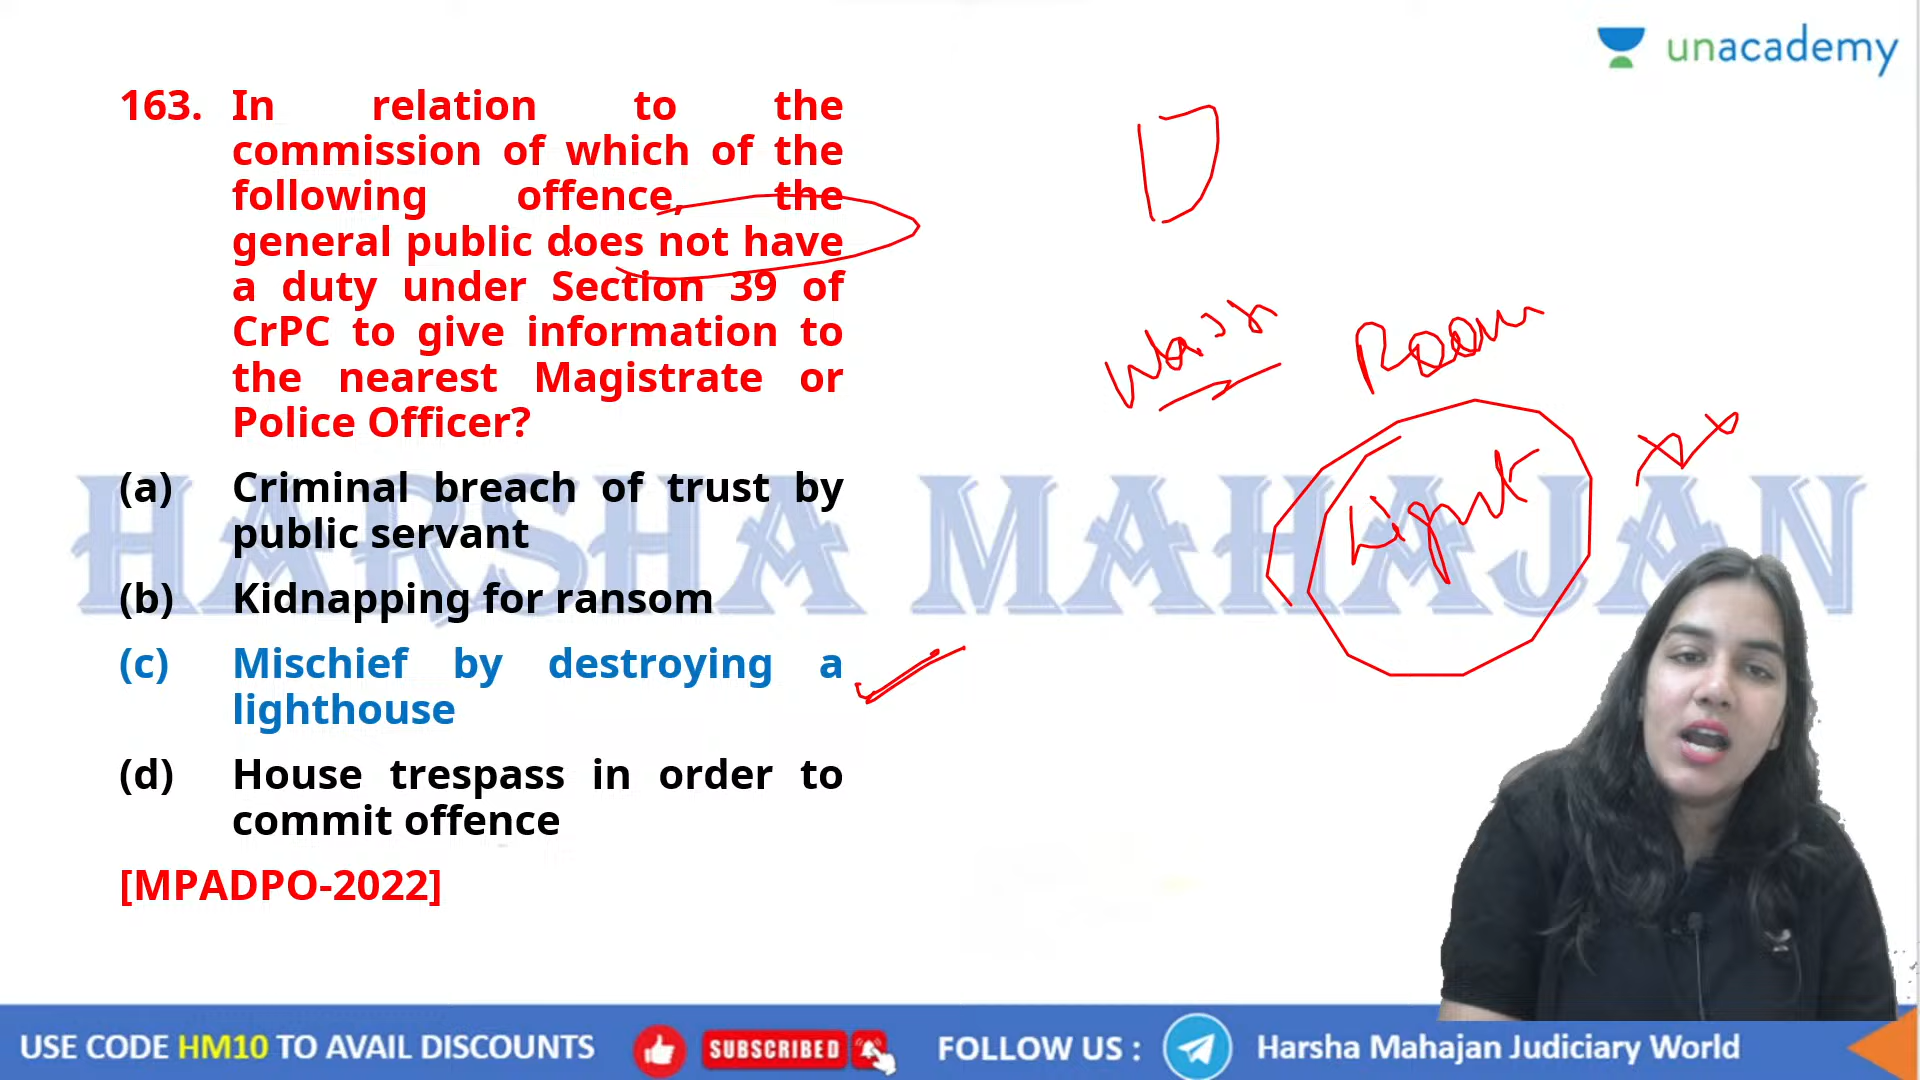 unacademy
163. In relation to the
commission of which of the
following offence, the
general public does not have
a duty under Section 39 of
CrPC to give information to
the nearest Magistrate or
Police Officer?
(a) Criminal breach of trust by
public servant
(b) Kidnapping for ransom
(c) Mischief by destroying a
lighthouse
(d) House trespass in order to
commit offence
[MPADPO-2022]
HARSHA MAHAJAN
D
Wash Room
Light
USE CODE HM10 TO AVAIL DISCOUNTS
SUBSCRIBED
FOLLOW US :
Harsha Mahajan Judiciary World